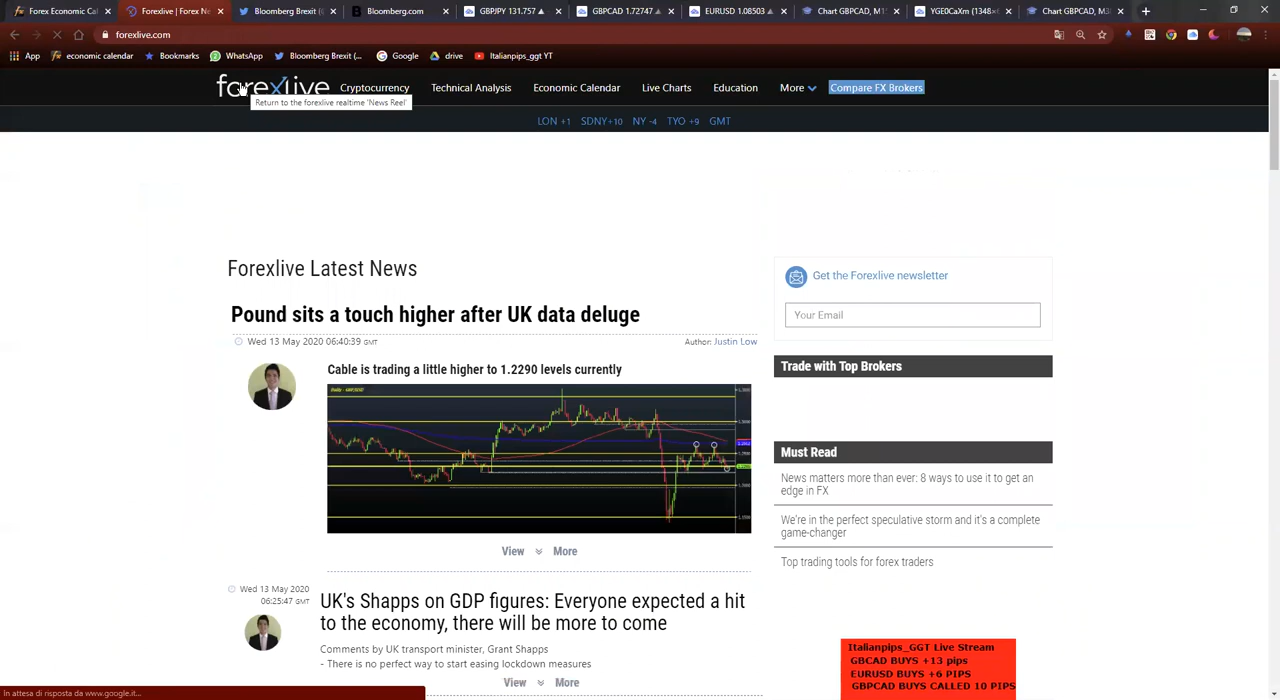 Forex Economic Cal
Forexlive | Forex Ne
Bloomberg Brexit (
Bloomberg.com
GBPJPY 131.757 ▲
GBPCAD 1.72747 ▲
EURUSD 1.08503 ▲
Chart GBPCAD, M1
YGE0CaXm (1348×
Chart GBPCAD, M3
forexlive.com
App
economic calendar
Bookmarks
WhatsApp
Bloomberg Brexit (...
Google
drive
Italianpips_ggt YT
forexlive
Cryptocurrency
Technical Analysis
Economic Calendar
Live Charts
Education
More
Compare FX Brokers
Return to the forexlive realtime 'News Reel'
LON +1 SDNY+10 NY -4 TYO +9 GMT
Forexlive Latest News
Pound sits a touch higher after UK data deluge
Wed 13 May 2020 06:40:39 GMT
Author: Justin Low
Cable is trading a little higher to 1.2290 levels currently
View More
Wed 13 May 2020
06:25:47 GMT
UK's Shapps on GDP figures: Everyone expected a hit
to the economy, there will be more to come
Comments by UK transport minister, Grant Shapps
- There is no perfect way to start easing lockdown measures
View More
Get the Forexlive newsletter
Your Email
Trade with Top Brokers
Must Read
News matters more than ever: 8 ways to use it to get an
edge in FX
We're in the perfect speculative storm and it's a complete
game-changer
Top trading tools for forex traders
Italianpips_GGT Live Stream
GBCAD BUYS +13 pips
EURUSD BUYS +6 PIPS
GBPCAD BUYS CALLED 10 PIPS
In attesa di risposta da www.google.it...